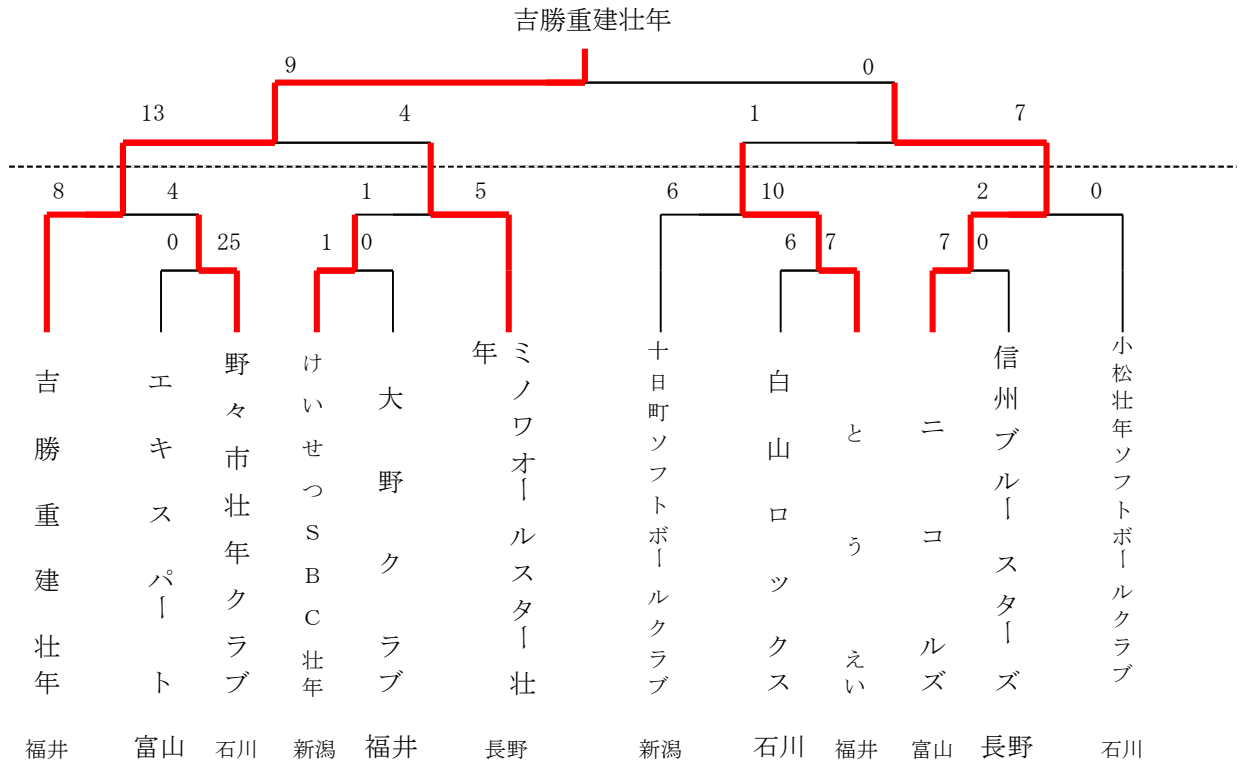 吉勝重建壮年
9 0
13 4 1 7
8 4 1 5 6 10 2 0
0 25 1 0 6 7 7 0
吉勝重建壮年
エキスパート
野々市壮年クラブ
けいせつSBC壮年
大野クラブ
ミノワオールスター壮
年
十日町ソフトボールクラブ
白山ロックス
とうえい
ニコルズ
信州ブルースターズ
小松壮年ソフトボールクラブ
福井 富山 石川 新潟 福井 長野 新潟 石川 福井 富山 長野 石川